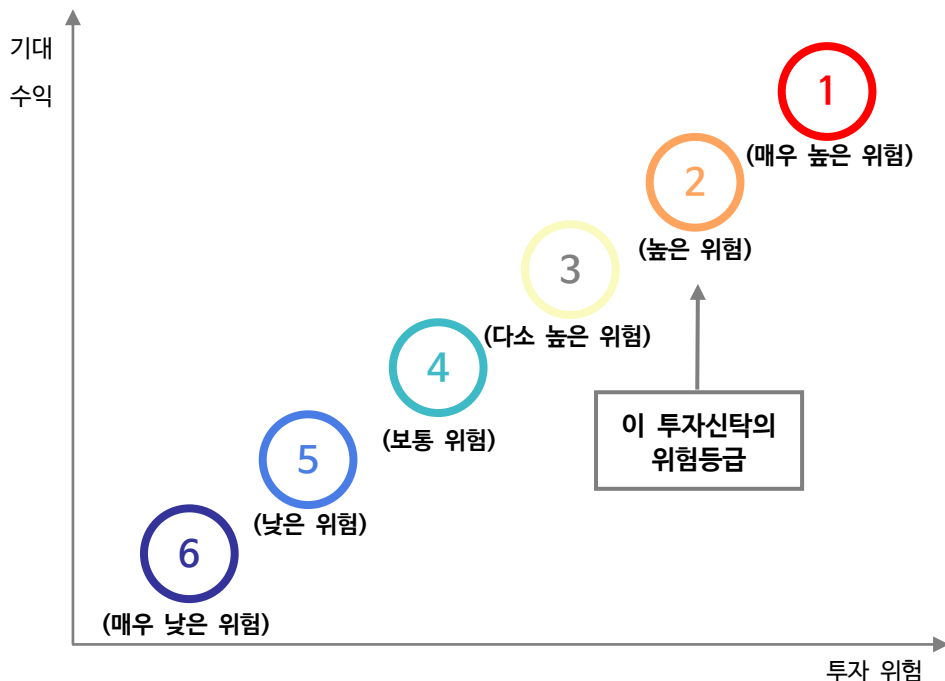 기대
수익
1
(매우 높은 위험)
2
(높은 위험)
3
(다소 높은 위험)
4
(보통 위험)
이 투자신탁의
위험등급
5
(낮은 위험)
6
(매우 낮은 위험)
투자 위험